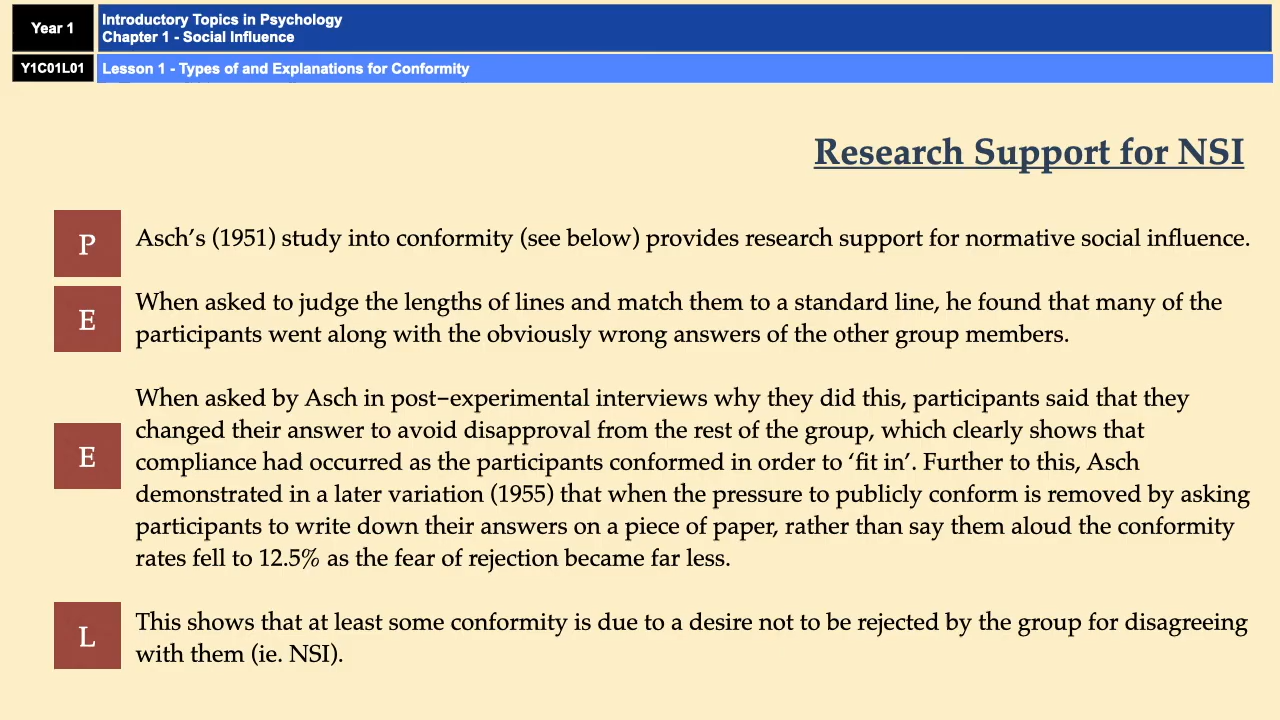 Year 1
Introductory Topics in Psychology
Chapter 1 - Social Influence
Y1C01L01
Lesson 1 - Types of and Explanations for Conformity
Research Support for NSI
P
Asch’s (1951) study into conformity (see below) provides research support for normative social influence.
E
When asked to judge the lengths of lines and match them to a standard line, he found that many of the
participants went along with the obviously wrong answers of the other group members.
E
When asked by Asch in post–experimental interviews why they did this, participants said that they
changed their answer to avoid disapproval from the rest of the group, which clearly shows that
compliance had occurred as the participants conformed in order to ‘fit in’. Further to this, Asch
demonstrated in a later variation (1955) that when the pressure to publicly conform is removed by asking
participants to write down their answers on a piece of paper, rather than say them aloud the conformity
rates fell to 12.5% as the fear of rejection became far less.
L
This shows that at least some conformity is due to a desire not to be rejected by the group for disagreeing
with them (ie. NSI).